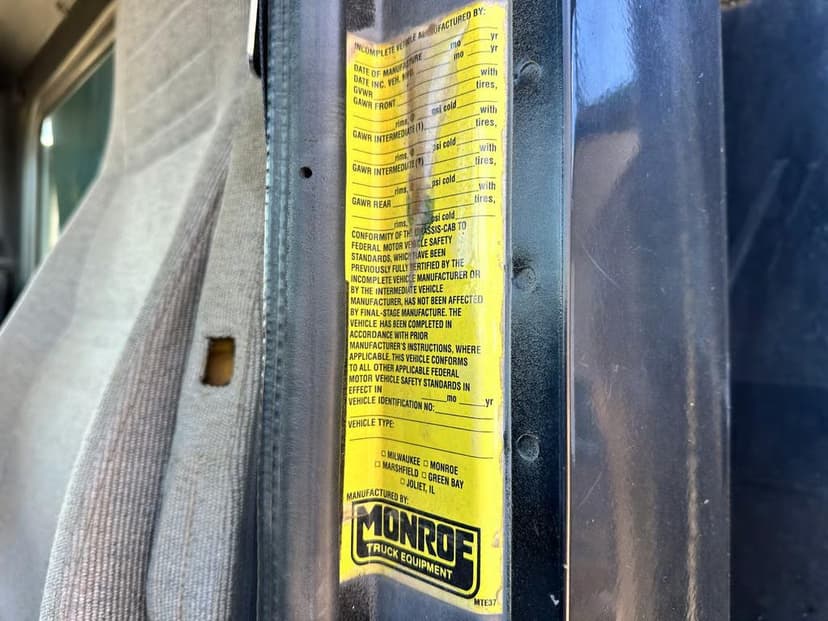 INCOMPLETE VEHICLE MANUFACTURED BY:
mo yr
DATE OF MANUFACTURE mo yr
DATE INC. VEH. MFD.
GVWR with
GAWR FRONT tires,
rims, @ psi cold with
GAWR INTERMEDIATE (1) tires,
rims, @ psi cold with
GAWR INTERMEDIATE tires,
rims, psi cold with
GAWR REAR tires,
rims, psi cold
CONFORMITY OF THE CHASSIS-CAB TO
FEDERAL MOTOR VEHICLE SAFETY
STANDARDS, WHICH HAVE BEEN
PREVIOUSLY FULLY CERTIFIED BY THE
INCOMPLETE VEHICLE MANUFACTURER OR
BY THE INTERMEDIATE VEHICLE
MANUFACTURER, HAS NOT BEEN AFFECTED
BY FINAL-STAGE MANUFACTURE. THE
VEHICLE HAS BEEN COMPLETED IN
ACCORDANCE WITH PRIOR
MANUFACTURER'S INSTRUCTIONS, WHERE
APPLICABLE. THIS VEHICLE CONFORMS
TO ALL OTHER APPLICABLE FEDERAL
MOTOR VEHICLE SAFETY STANDARDS IN
EFFECT IN mo yr
VEHICLE IDENTIFICATION NO:
VEHICLE TYPE:
☐ MILWAUKEE ☐ MONROE
☐ MARSHFIELD ☐ GREEN BAY
☐ JOLIET, IL
MANUFACTURED BY:
MONROE
TRUCK EQUIPMENT
MTE37